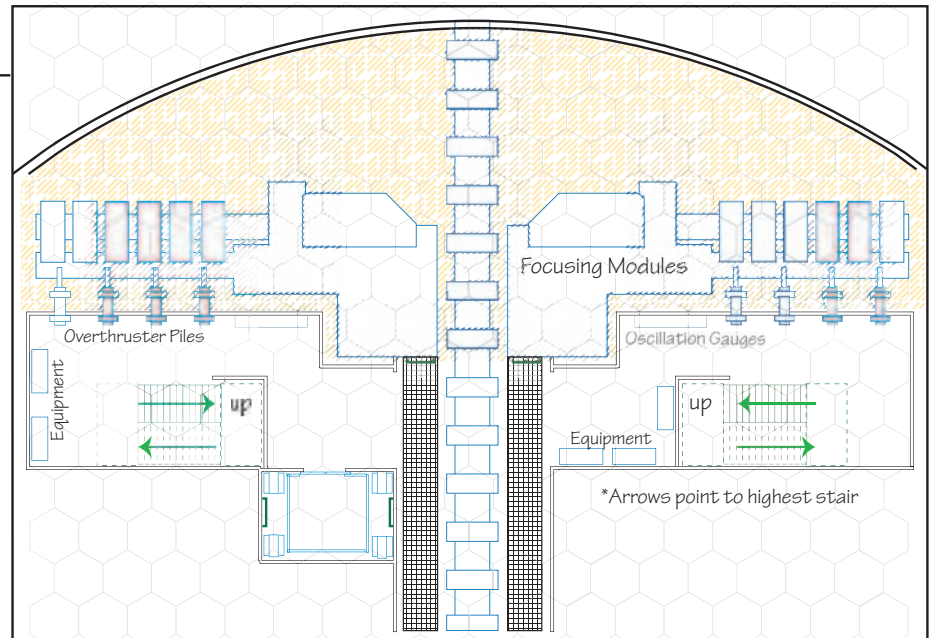 Focusing Modules
Overthruster Piles
Oscillation Gauges
Equipment
up
up
Equipment
*Arrows point to highest stair